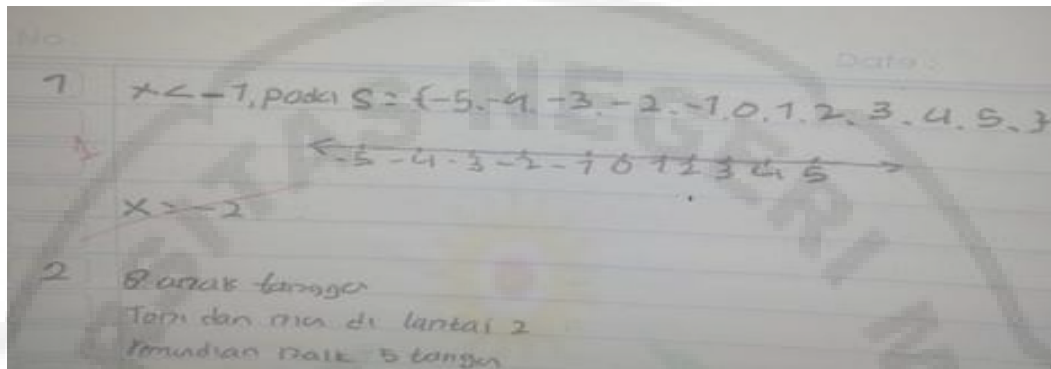 No:
Date:
1 x < -1, pada S = {-5, -4, -3, -2, -1, 0, 1, 2, 3, 4, 5, }
-5 -4 -3 -2 -1 0 1 2 3 4 5
x > -2
2 8 anak tangga
Toni dan di lantai 2
Kemudian naik 5 tangga